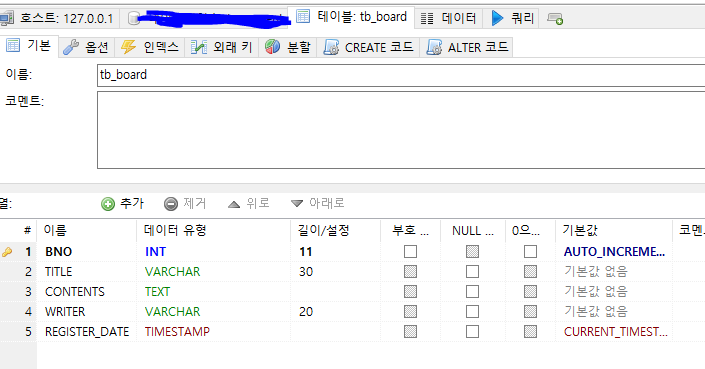 호스트: 127.0.0.1 테이블: tb_board 데이터 쿼리
기본 옵션 인덱스 외래 키 분할 CREATE 코드 ALTER 코드
이름: tb_board
코멘트:
열: 추가 제거 위로 아래로
# 이름 데이터 유형 길이/설정 부호 ... NULL ... 0으... 기본값 코멘...
1 BNO INT 11 AUTO_INCREME...
2 TITLE VARCHAR 30 기본값 없음
3 CONTENTS TEXT 기본값 없음
4 WRITER VARCHAR 20 기본값 없음
5 REGISTER_DATE TIMESTAMP CURRENT_TIMEST...